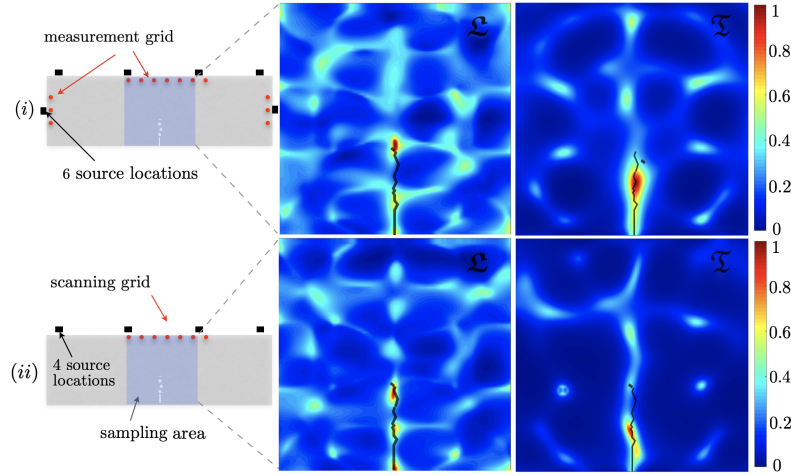 measurement grid
(i)
6 source locations
𝔏
𝔗
1
0.8
0.6
0.4
0.2
0
scanning grid
(ii)
4 source
locations
sampling area
𝔏
𝔗
1
0.8
0.6
0.4
0.2
0